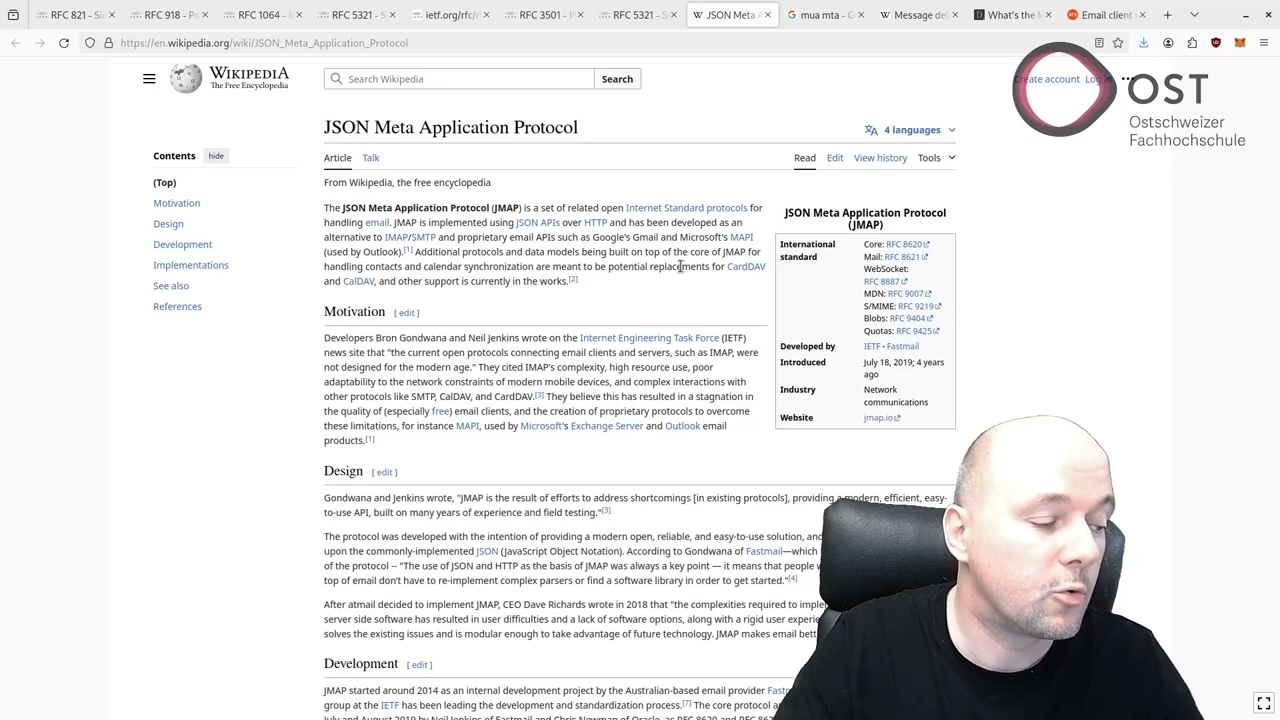 RFC 821 - Si
RFC 918 - Po
RFC 1064 - I
RFC 5321 - S
ietf.org/rfc/r
RFC 3501 - I
RFC 5321 - S
JSON Meta A
mua mta - G
Message de
What's the M
Email client
https://en.wikipedia.org/wiki/JSON_Meta_Application_Protocol
WIKIPEDIA
The Free Encyclopedia
Search Wikipedia
Search
Create account
Log in
OST
Ostschweizer
Fachhochschule
JSON Meta Application Protocol
4 languages
Contents
hide
Article
Talk
Read
Edit
View history
Tools
(Top)
Motivation
Design
Development
Implementations
See also
References
From Wikipedia, the free encyclopedia
The JSON Meta Application Protocol (JMAP) is a set of related open Internet Standard protocols for
handling email. JMAP is implemented using JSON APIs over HTTP and has been developed as an
alternative to IMAP/SMTP and proprietary email APIs such as Google's Gmail and Microsoft's MAPI
(used by Outlook).[1] Additional protocols and data models being built on top of the core of JMAP for
handling contacts and calendar synchronization are meant to be potential replacements for CardDAV
and CalDAV, and other support is currently in the works.[2]
JSON Meta Application Protocol
(JMAP)
International
standard
Core: RFC 8620
Mail: RFC 8621
WebSocket:
RFC 8887
MDN: RFC 9007
S/MIME: RFC 9219
Blobs: RFC 9404
Quotas: RFC 9425
Developed by
IETF • Fastmail
Introduced
July 18, 2019; 4 years
ago
Industry
Network
communications
Website
jmap.io
Motivation
[ edit ]
Developers Bron Gondwana and Neil Jenkins wrote on the Internet Engineering Task Force (IETF)
news site that "the current open protocols connecting email clients and servers, such as IMAP, were
not designed for the modern age." They cited IMAP's complexity, high resource use, poor
adaptability to the network constraints of modern mobile devices, and complex interactions with
other protocols like SMTP, CalDAV, and CardDAV.[3] They believe this has resulted in a stagnation in
the quality of (especially free) email clients, and the creation of proprietary protocols to overcome
these limitations, for instance MAPI, used by Microsoft's Exchange Server and Outlook email
products.[1]
Design
[ edit ]
Gondwana and Jenkins wrote, "JMAP is the result of efforts to address shortcomings [in existing protocols], providing a modern, efficient, easy-
to-use API, built on many years of experience and field testing."[3]
The protocol was developed with the intention of providing a modern open, reliable, and easy-to-use solution, and
upon the commonly-implemented JSON (JavaScript Object Notation). According to Gondwana of Fastmail—which
of the protocol -- "The use of JSON and HTTP as the basis of JMAP was always a key point — it means that people w
top of email don't have to re-implement complex parsers or find a software library in order to get started."[4]
After atmail decided to implement JMAP, CEO Dave Richards wrote in 2018 that "the complexities required to imple
server side software has resulted in user difficulties and a lack of software options, along with a rigid user experie
solves the existing issues and is modular enough to take advantage of future technology. JMAP makes email bett
Development
[ edit ]
JMAP started around 2014 as an internal development project by the Australian-based email provider Fastm
group at the IETF has been leading the development and standardization process.[7] The core protocol a
July and August 2019 by Neil Jenkins of Fastmail and Chris Newman of Oracle, as RFC 8620 and RFC 862